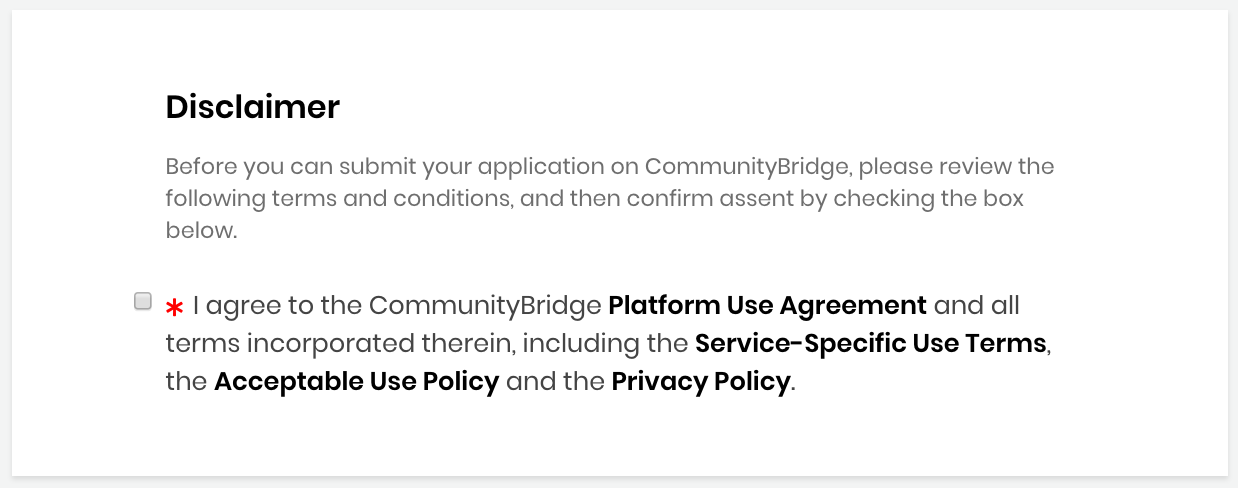 Disclaimer
Before you can submit your application on CommunityBridge, please review the
following terms and conditions, and then confirm assent by checking the box
below.
* I agree to the CommunityBridge Platform Use Agreement and all
terms incorporated therein, including the Service-Specific Use Terms,
the Acceptable Use Policy and the Privacy Policy.